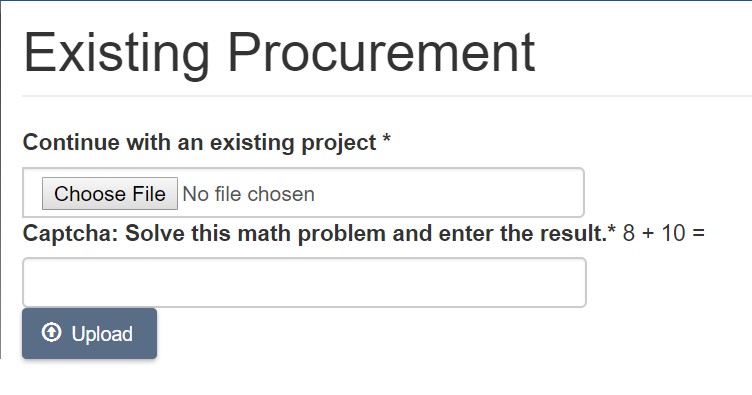 Existing Procurement
Continue with an existing project *
Choose File No file chosen
Captcha: Solve this math problem and enter the result.* 8 + 10 =
Upload